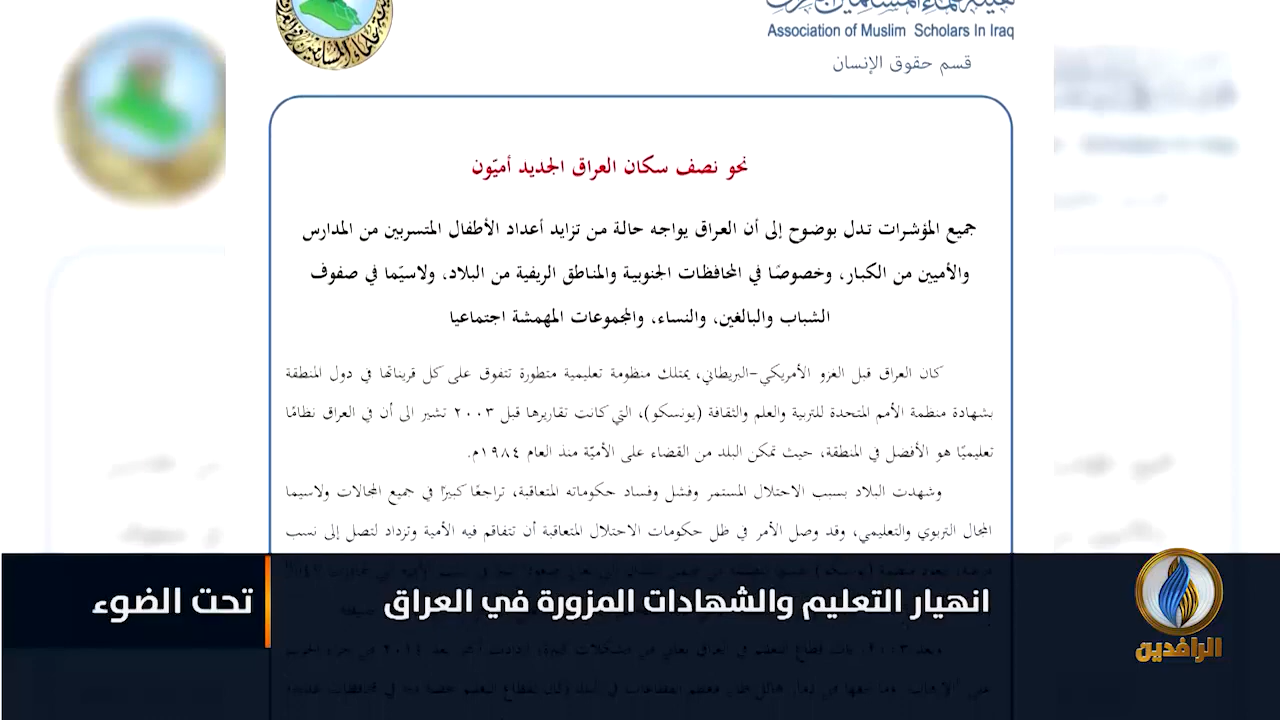 هيئة علماء المسلمين
Association of Muslim Scholars In Iraq
قسم حقوق الإنسان
نحو نصف سكان العراق الجديد أميّون
جميع المؤشرات تدل بوضوح إلى أن العراق يواجه حالة من تزايد أعداد الأطفال المتسربين من المدارس
والأميين من الكبار، وخصوصًا في المحافظات الجنوبية والمناطق الريفية من البلاد، ولاسيّما في صفوف
الشباب والبالغين، والنساء، والمجموعات المهمشة اجتماعيا
كان العراق قبل الغزو الأمريكي-البريطاني، يمتلك منظومة تعليمية متطورة تتفوق على كل قريناتها في دول المنطقة
بشهادة منظمة الأمم المتحدة للتربية والعلم والثقافة (يونسكو)، التي كانت تقاريرها قبل ٢٠٠٣ تشير الى أن في العراق نظامًا
تعليميًا هو الأفضل في المنطقة، حيث تمكن البلد من القضاء على الأميّة منذ العام ١٩٨٤م.
وشهدت البلاد بسبب الاحتلال المستمر وفشل وفساد حكوماته المتعاقبة، تراجعًا كبيرًا في جميع المجالات ولاسيما
المجال التربوي والتعليمي، وقد وصل الأمر في ظل حكومات الاحتلال المتعاقبة أن تتفاقم فيه الأمية وتزداد لتصل إلى نسب
انهيار التعليم والشهادات المزورة في العراق
تحت الضوء
الرافدين